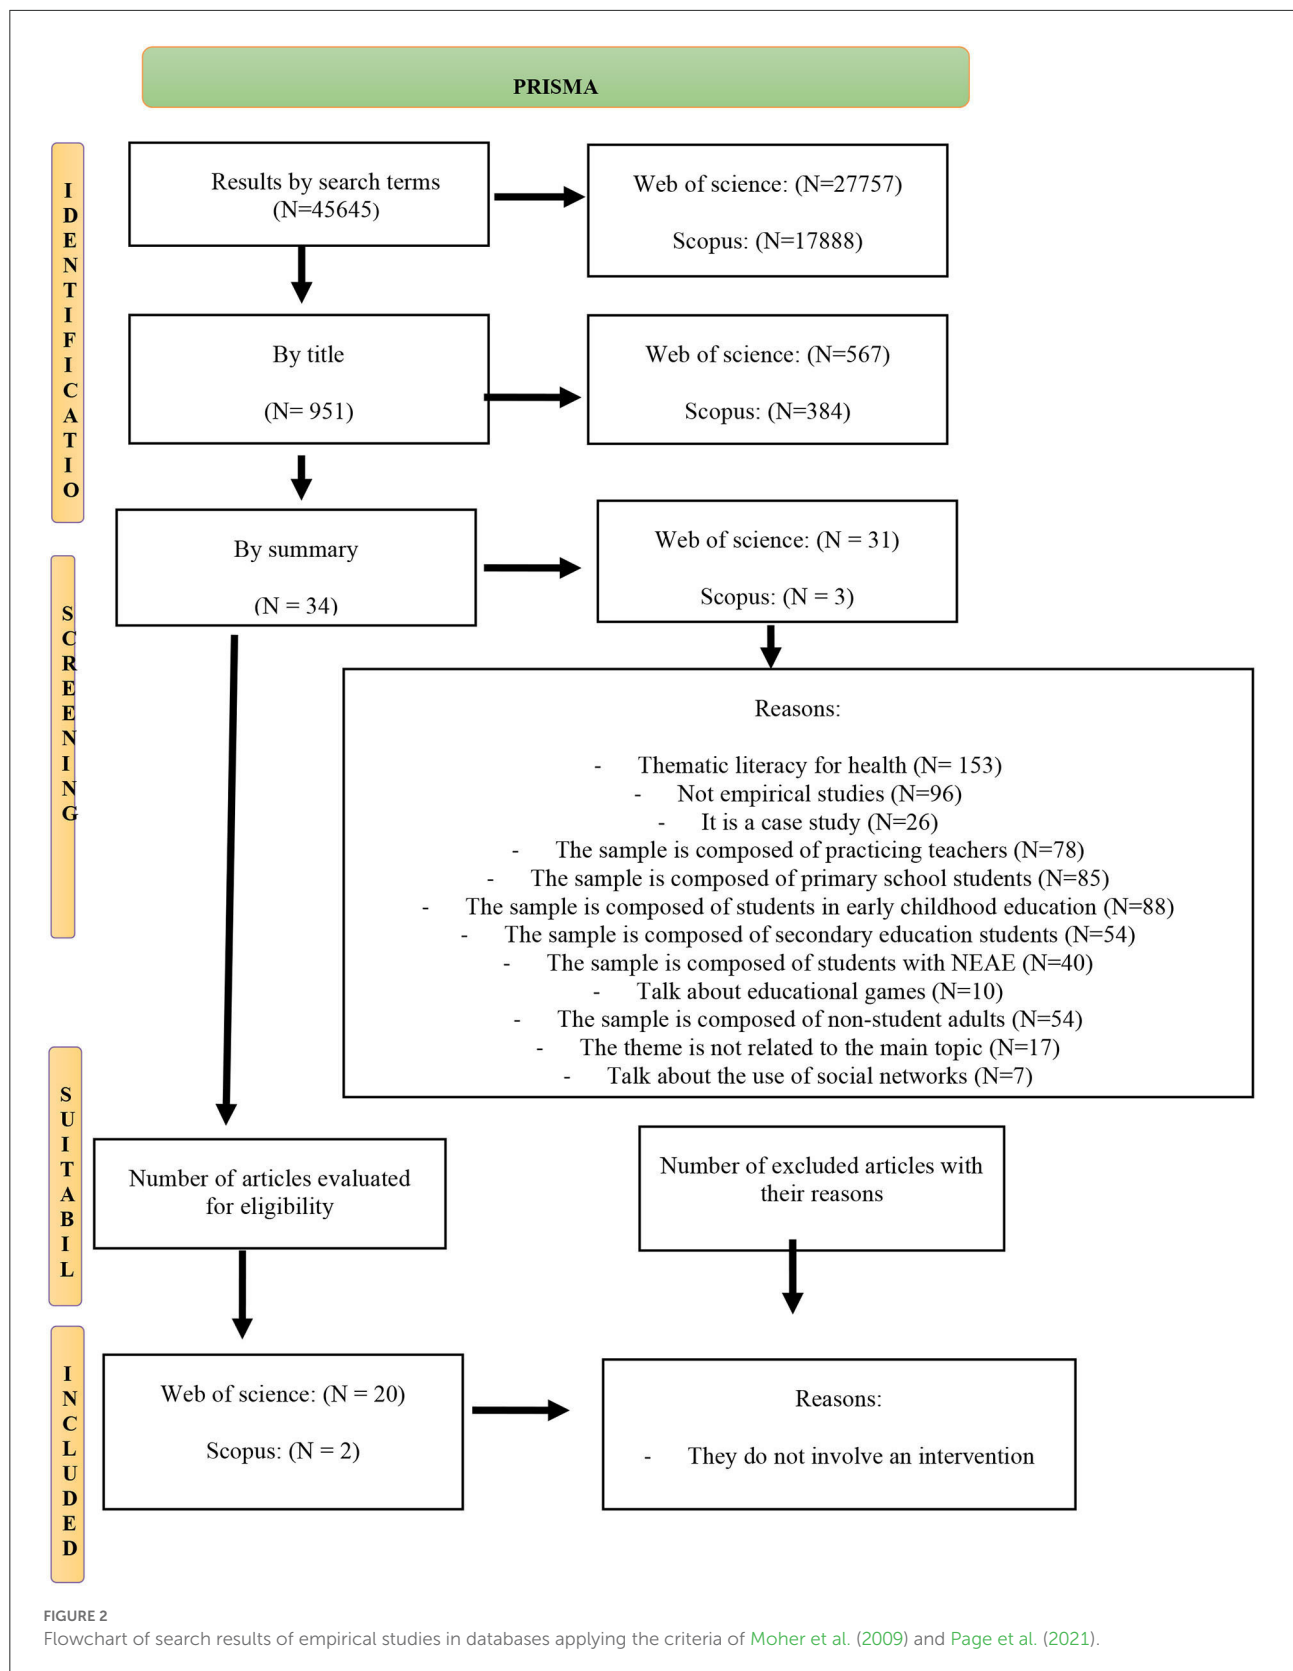 PRISMA
IDENTIFICATIO
Results by search terms
(N=45645)
Web of science: (N=27757)
Scopus: (N=17888)
By title
(N= 951)
Web of science: (N=567)
Scopus: (N=384)
SCREENING
By summary
(N = 34)
Web of science: (N = 31)
Scopus: (N = 3)
Reasons:
- Thematic literacy for health (N= 153)
- Not empirical studies (N=96)
- It is a case study (N=26)
- The sample is composed of practicing teachers (N=78)
- The sample is composed of primary school students (N=85)
- The sample is composed of students in early childhood education (N=88)
- The sample is composed of secondary education students (N=54)
- The sample is composed of students with NEAE (N=40)
- Talk about educational games (N=10)
- The sample is composed of non-student adults (N=54)
- The theme is not related to the main topic (N=17)
- Talk about the use of social networks (N=7)
SUITABIL
Number of articles evaluated
for eligibility
Number of excluded articles with
their reasons
INCLUDED
Web of science: (N = 20)
Scopus: (N = 2)
Reasons:
- They do not involve an intervention
FIGURE 2
Flowchart of search results of empirical studies in databases applying the criteria of Moher et al. (2009) and Page et al. (2021).